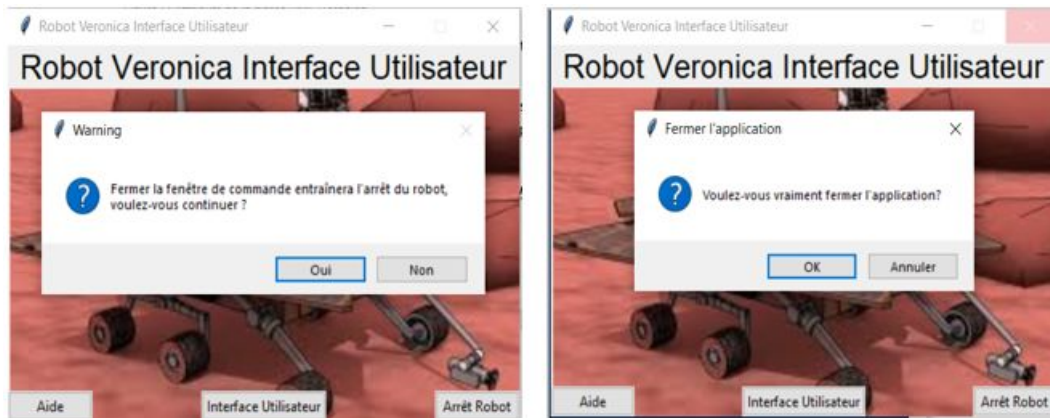 Robot Veronica Interface Utilisateur
Robot Veronica Interface Utilisateur
Warning
Fermer la fenêtre de commande entraînera l'arrêt du robot,
voulez-vous continuer ?
Oui
Non
Aide
Interface Utilisateur
Arrêt Robot
Robot Veronica Interface Utilisateur
Robot Veronica Interface Utilisateur
Fermer l'application
Voulez-vous vraiment fermer l'application?
OK
Annuler
Aide
Interface Utilisateur
Arrêt Robot